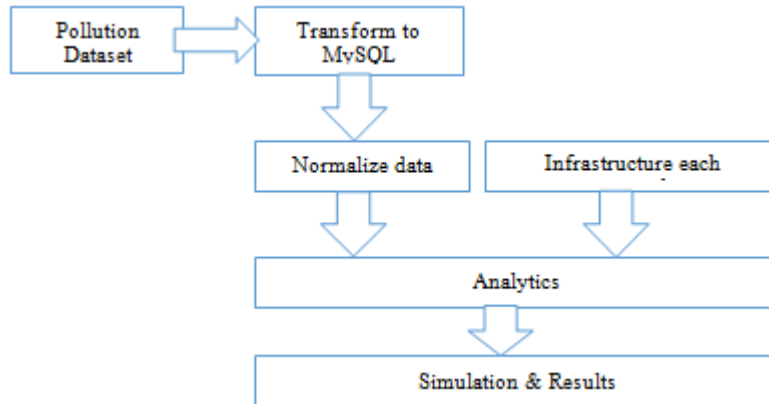 Pollution
Dataset
Transform to
MySQL
Normalize data
Infrastructure each
Analytics
Simulation & Results